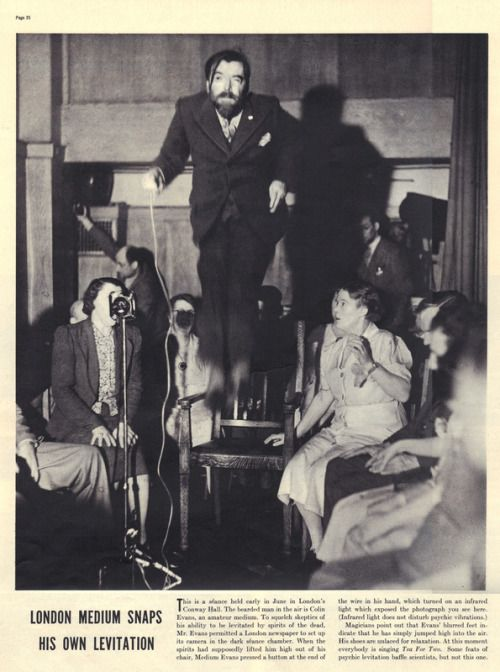 Page 35
LONDON MEDIUM SNAPS
HIS OWN LEVITATION
This is a séance held early in June in London's
Conway Hall. The bearded man in the air is Colin
Evans, an amateur medium. To squelch skeptics of
his ability to be levitated by spirits of the dead,
Mr. Evans permitted a London newspaper to set up
its camera in the dark séance chamber. When the
spirits had supposedly lifted him high out of his
chair, Medium Evans pressed a button at the end of
the wire in his hand, which turned on an infrared
light which exposed the photograph you see here.
(Infrared light does not disturb psychic vibrations.)
Magicians point out that Evans' blurred feet in-
dicate that he has simply jumped high into the air.
His shoes are unlaced for relaxation. At this moment
everybody is singing Tea For Two. Some feats of
psychic levitation baffle scientists, but not this one.